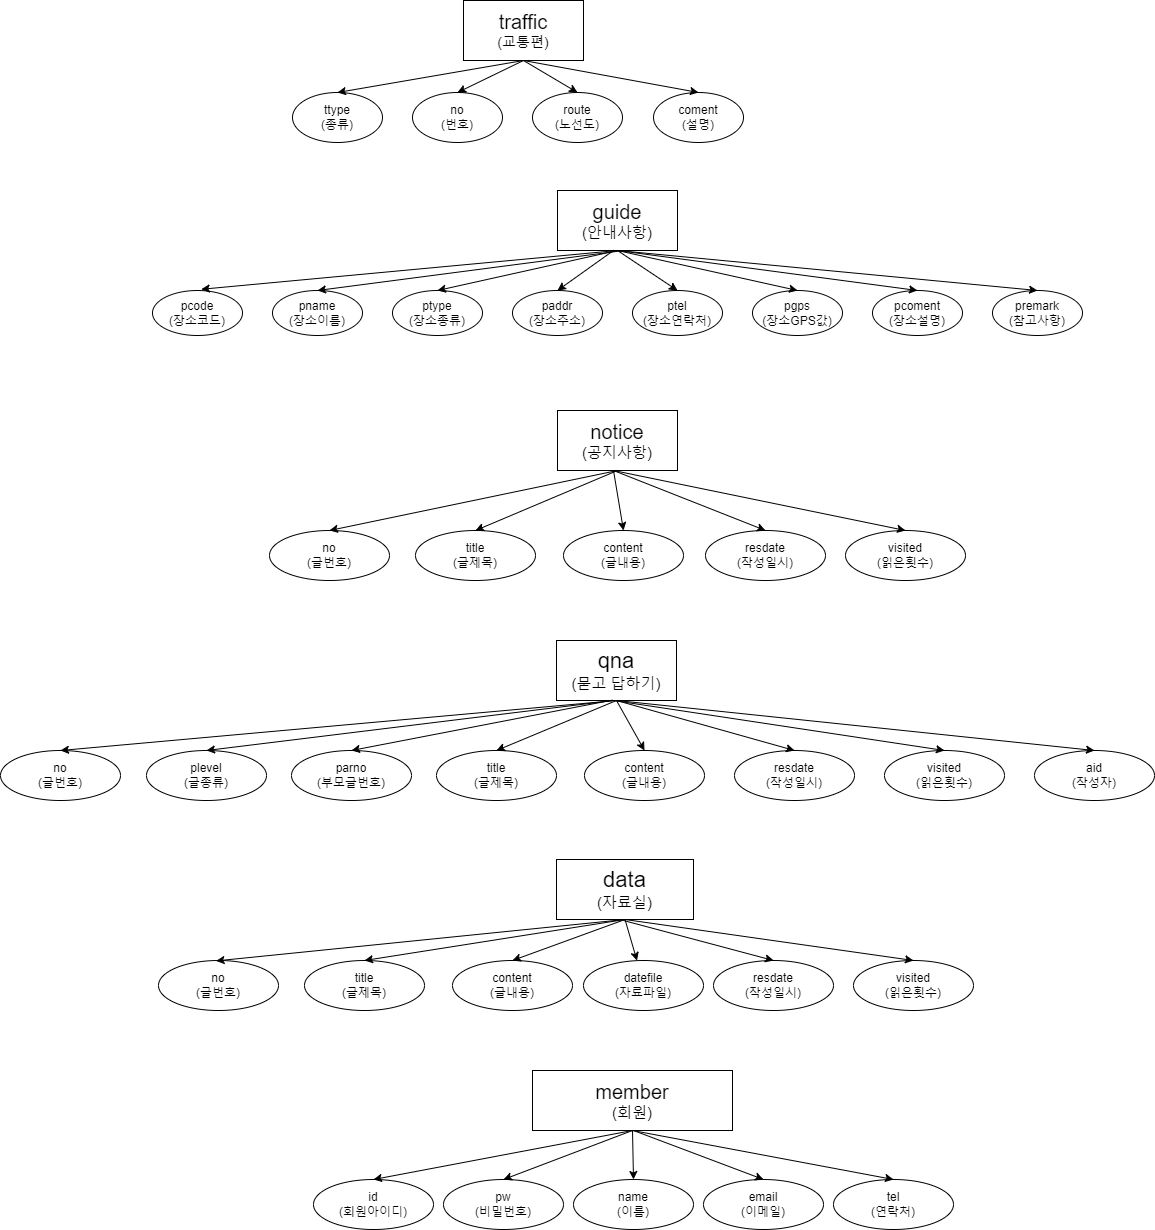 traffic
(교통편)
ttype
(종류)
no
(번호)
route
(노선도)
coment
(설명)
guide
(안내사항)
pcode
(장소코드)
pname
(장소이름)
ptype
(장소종류)
paddr
(장소주소)
ptel
(장소연락처)
pgps
(장소GPS값)
pcoment
(장소설명)
premark
(참고사항)
notice
(공지사항)
no
(글번호)
title
(글제목)
content
(글내용)
resdate
(작성일시)
visited
(읽은횟수)
qna
(묻고 답하기)
no
(글번호)
plevel
(글종류)
parno
(부모글번호)
title
(글제목)
content
(글내용)
resdate
(작성일시)
visited
(읽은횟수)
aid
(작성자)
data
(자료실)
no
(글번호)
title
(글제목)
content
(글내용)
datefile
(자료파일)
resdate
(작성일시)
visited
(읽은횟수)
member
(회원)
id
(회원아이디)
pw
(비밀번호)
name
(이름)
email
(이메일)
tel
(연락처)